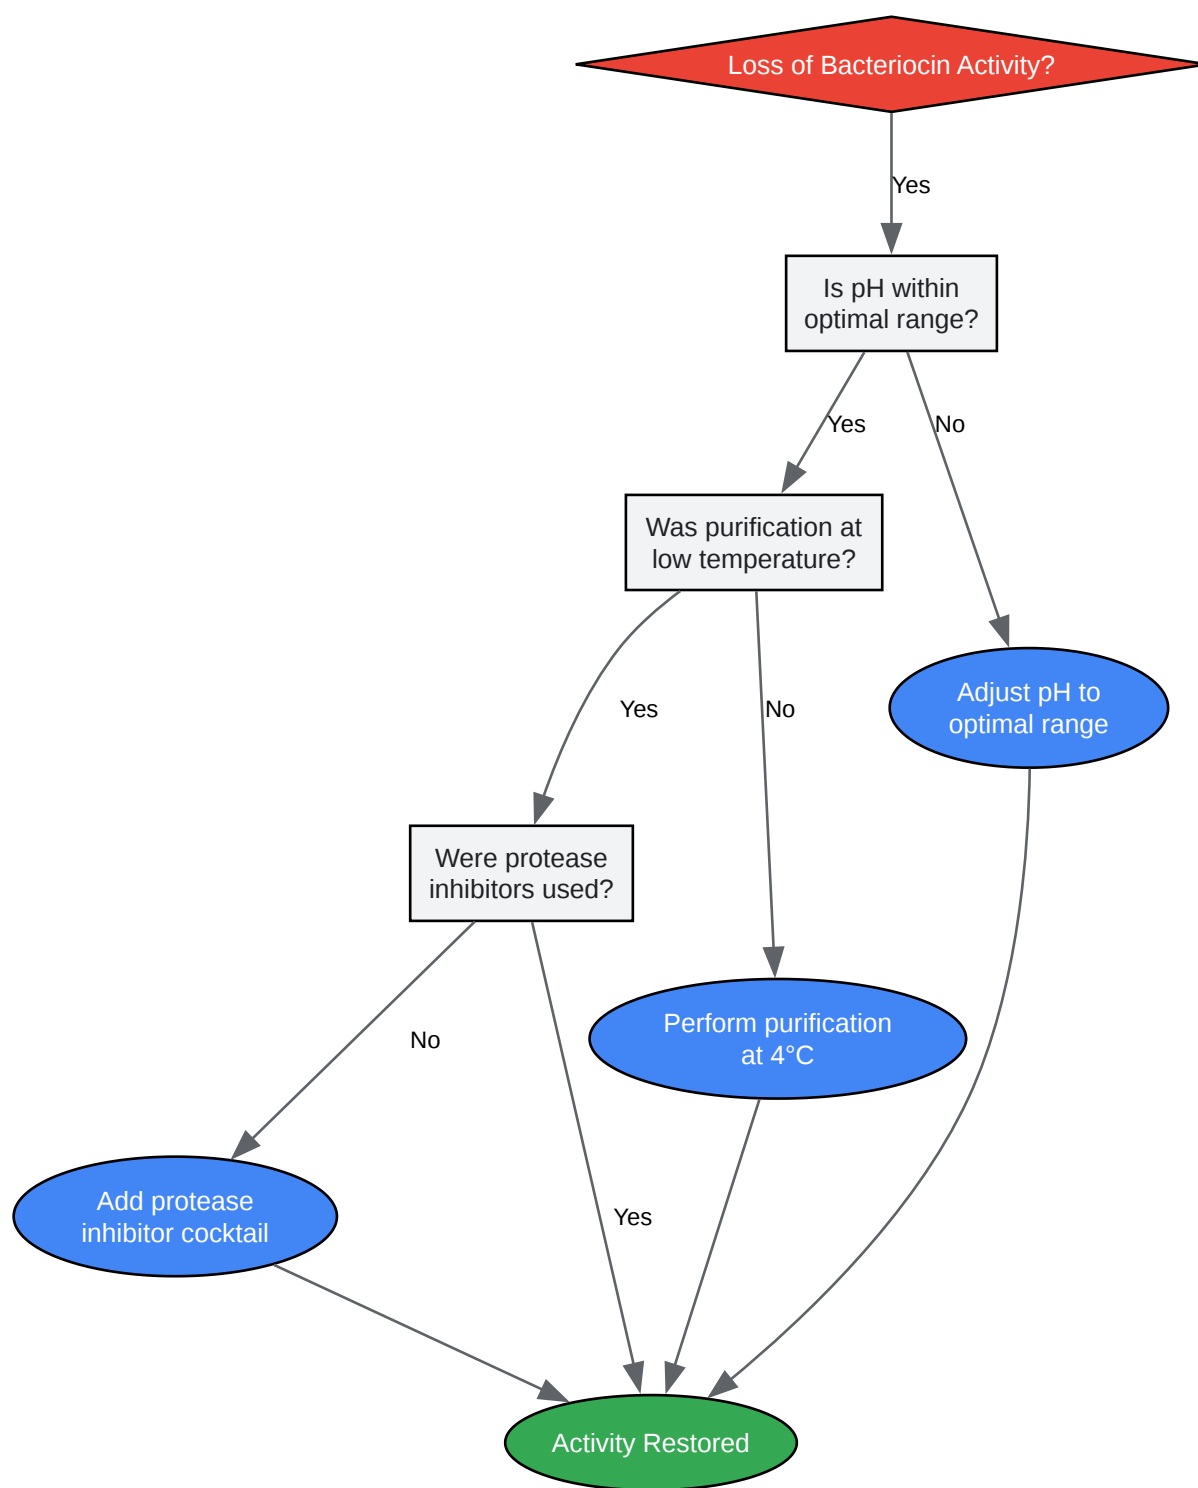 Loss of Bacteriocin Activity?
Yes
Is pH within
optimal range?
Yes
No
Was purification at
low temperature?
Adjust pH to
optimal range
Yes
No
Were protease
inhibitors used?
Perform purification
at 4°C
No
Add protease
inhibitor cocktail
Yes
Activity Restored